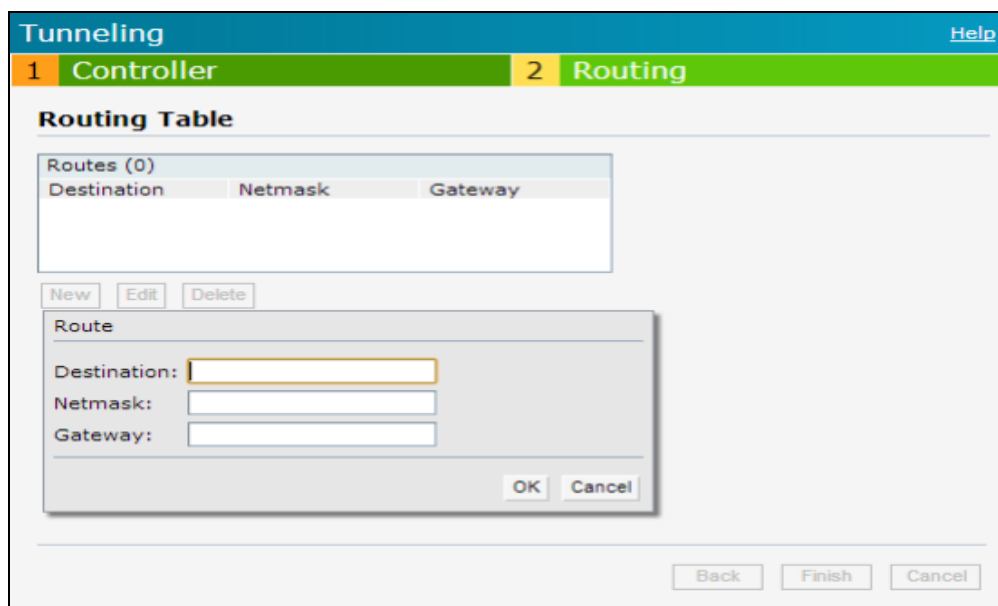 Tunneling Help
1 Controller 2 Routing
Routing Table
Routes (0)
Destination Netmask Gateway
New Edit Delete
Route
Destination:
Netmask:
Gateway:
OK Cancel
Back Finish Cancel